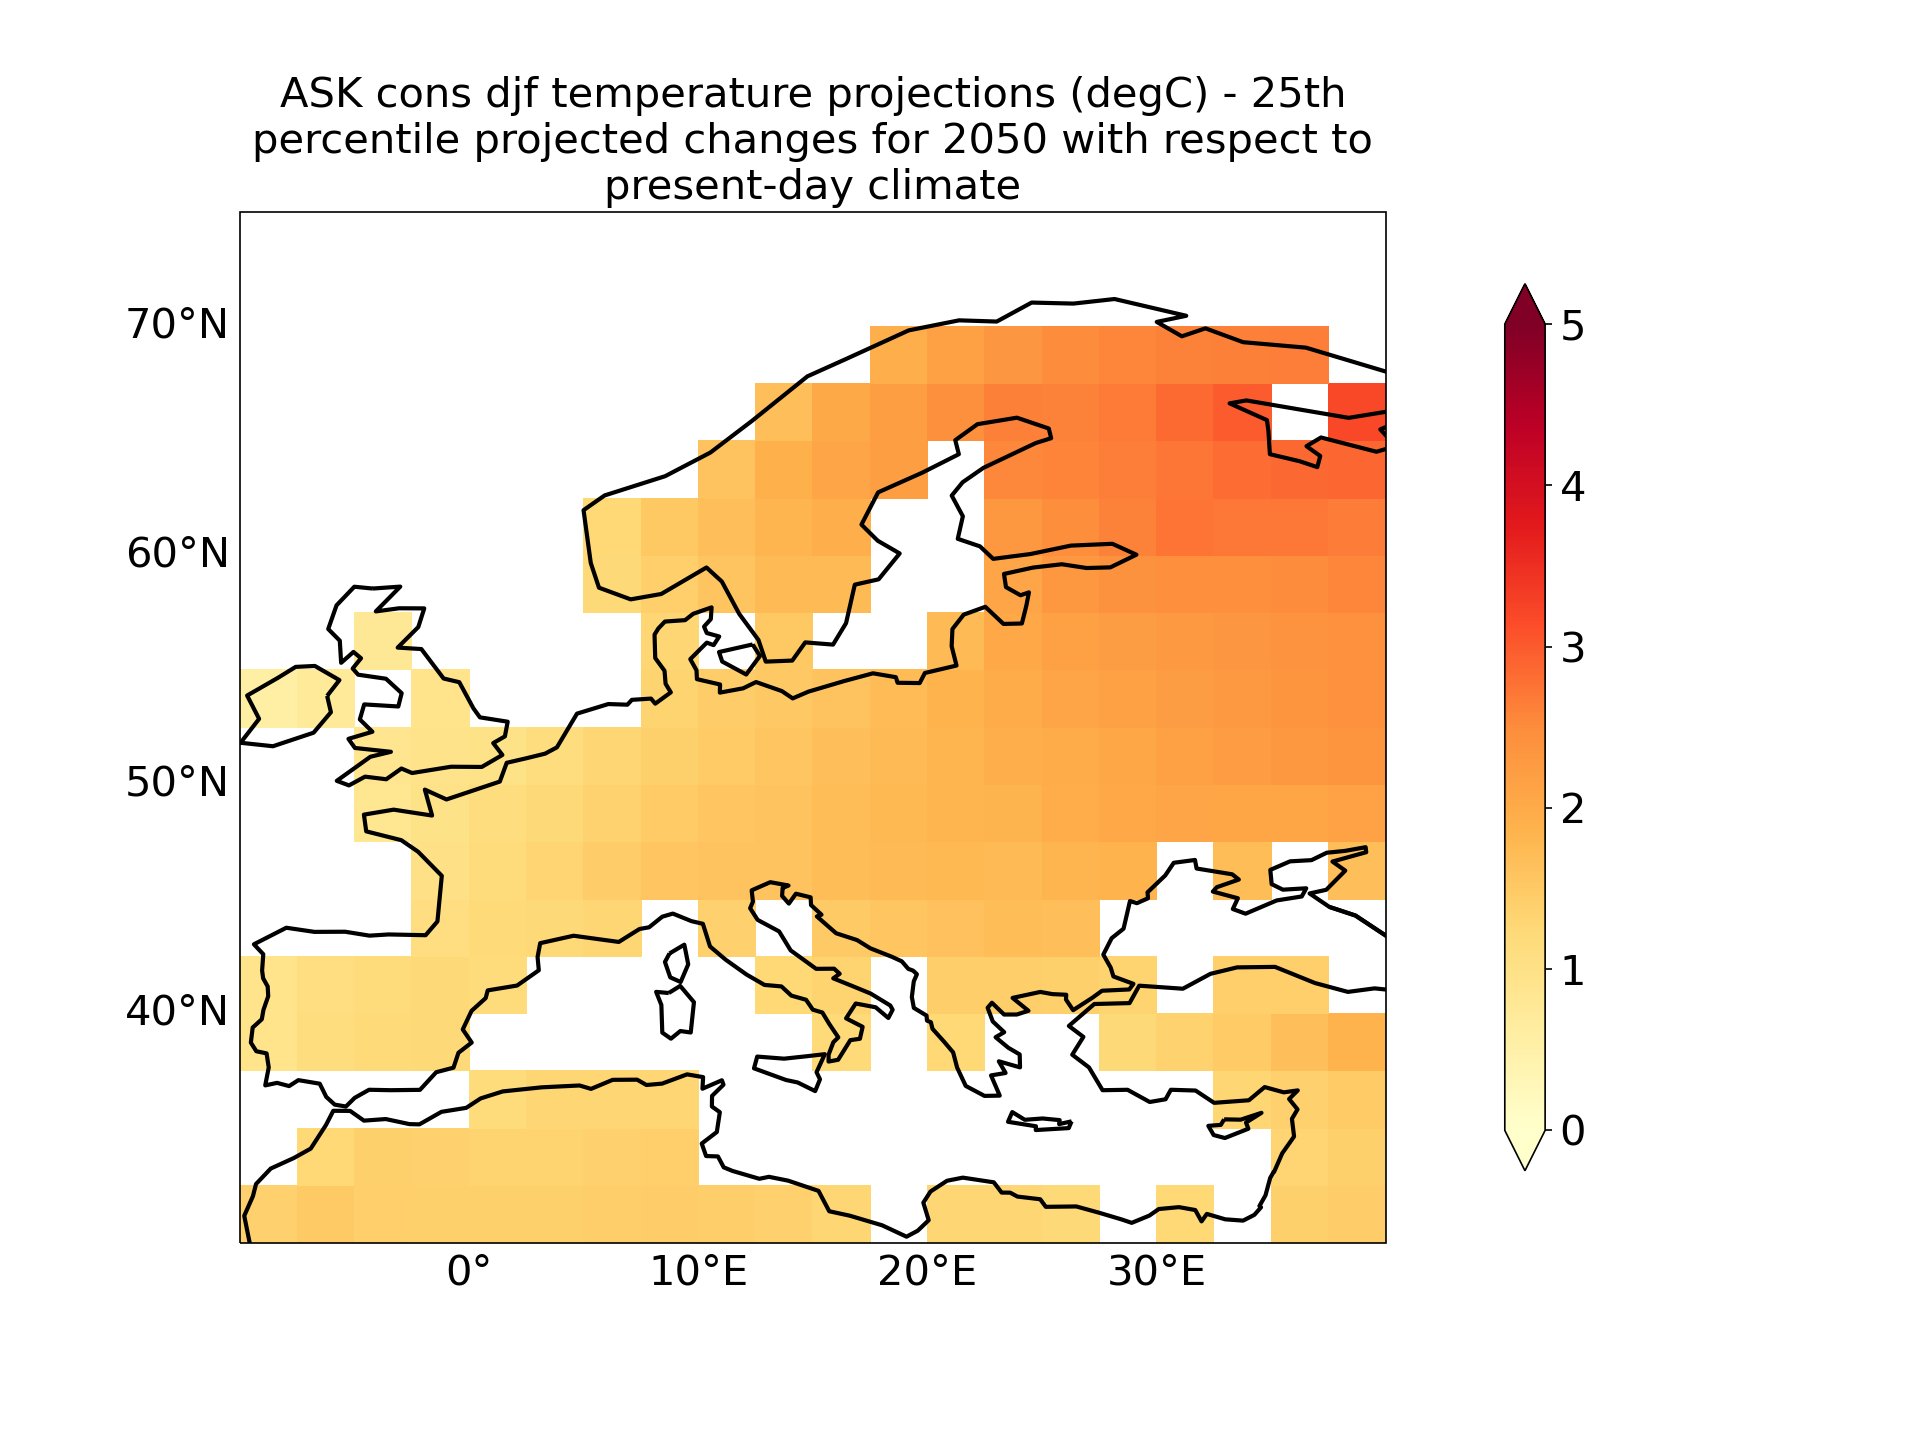 ASK cons djf temperature projections (degC) - 25th
percentile projected changes for 2050 with respect to
present-day climate
70°N
60°N
50°N
40°N
0°
10°E
20°E
30°E
5
4
3
2
1
0